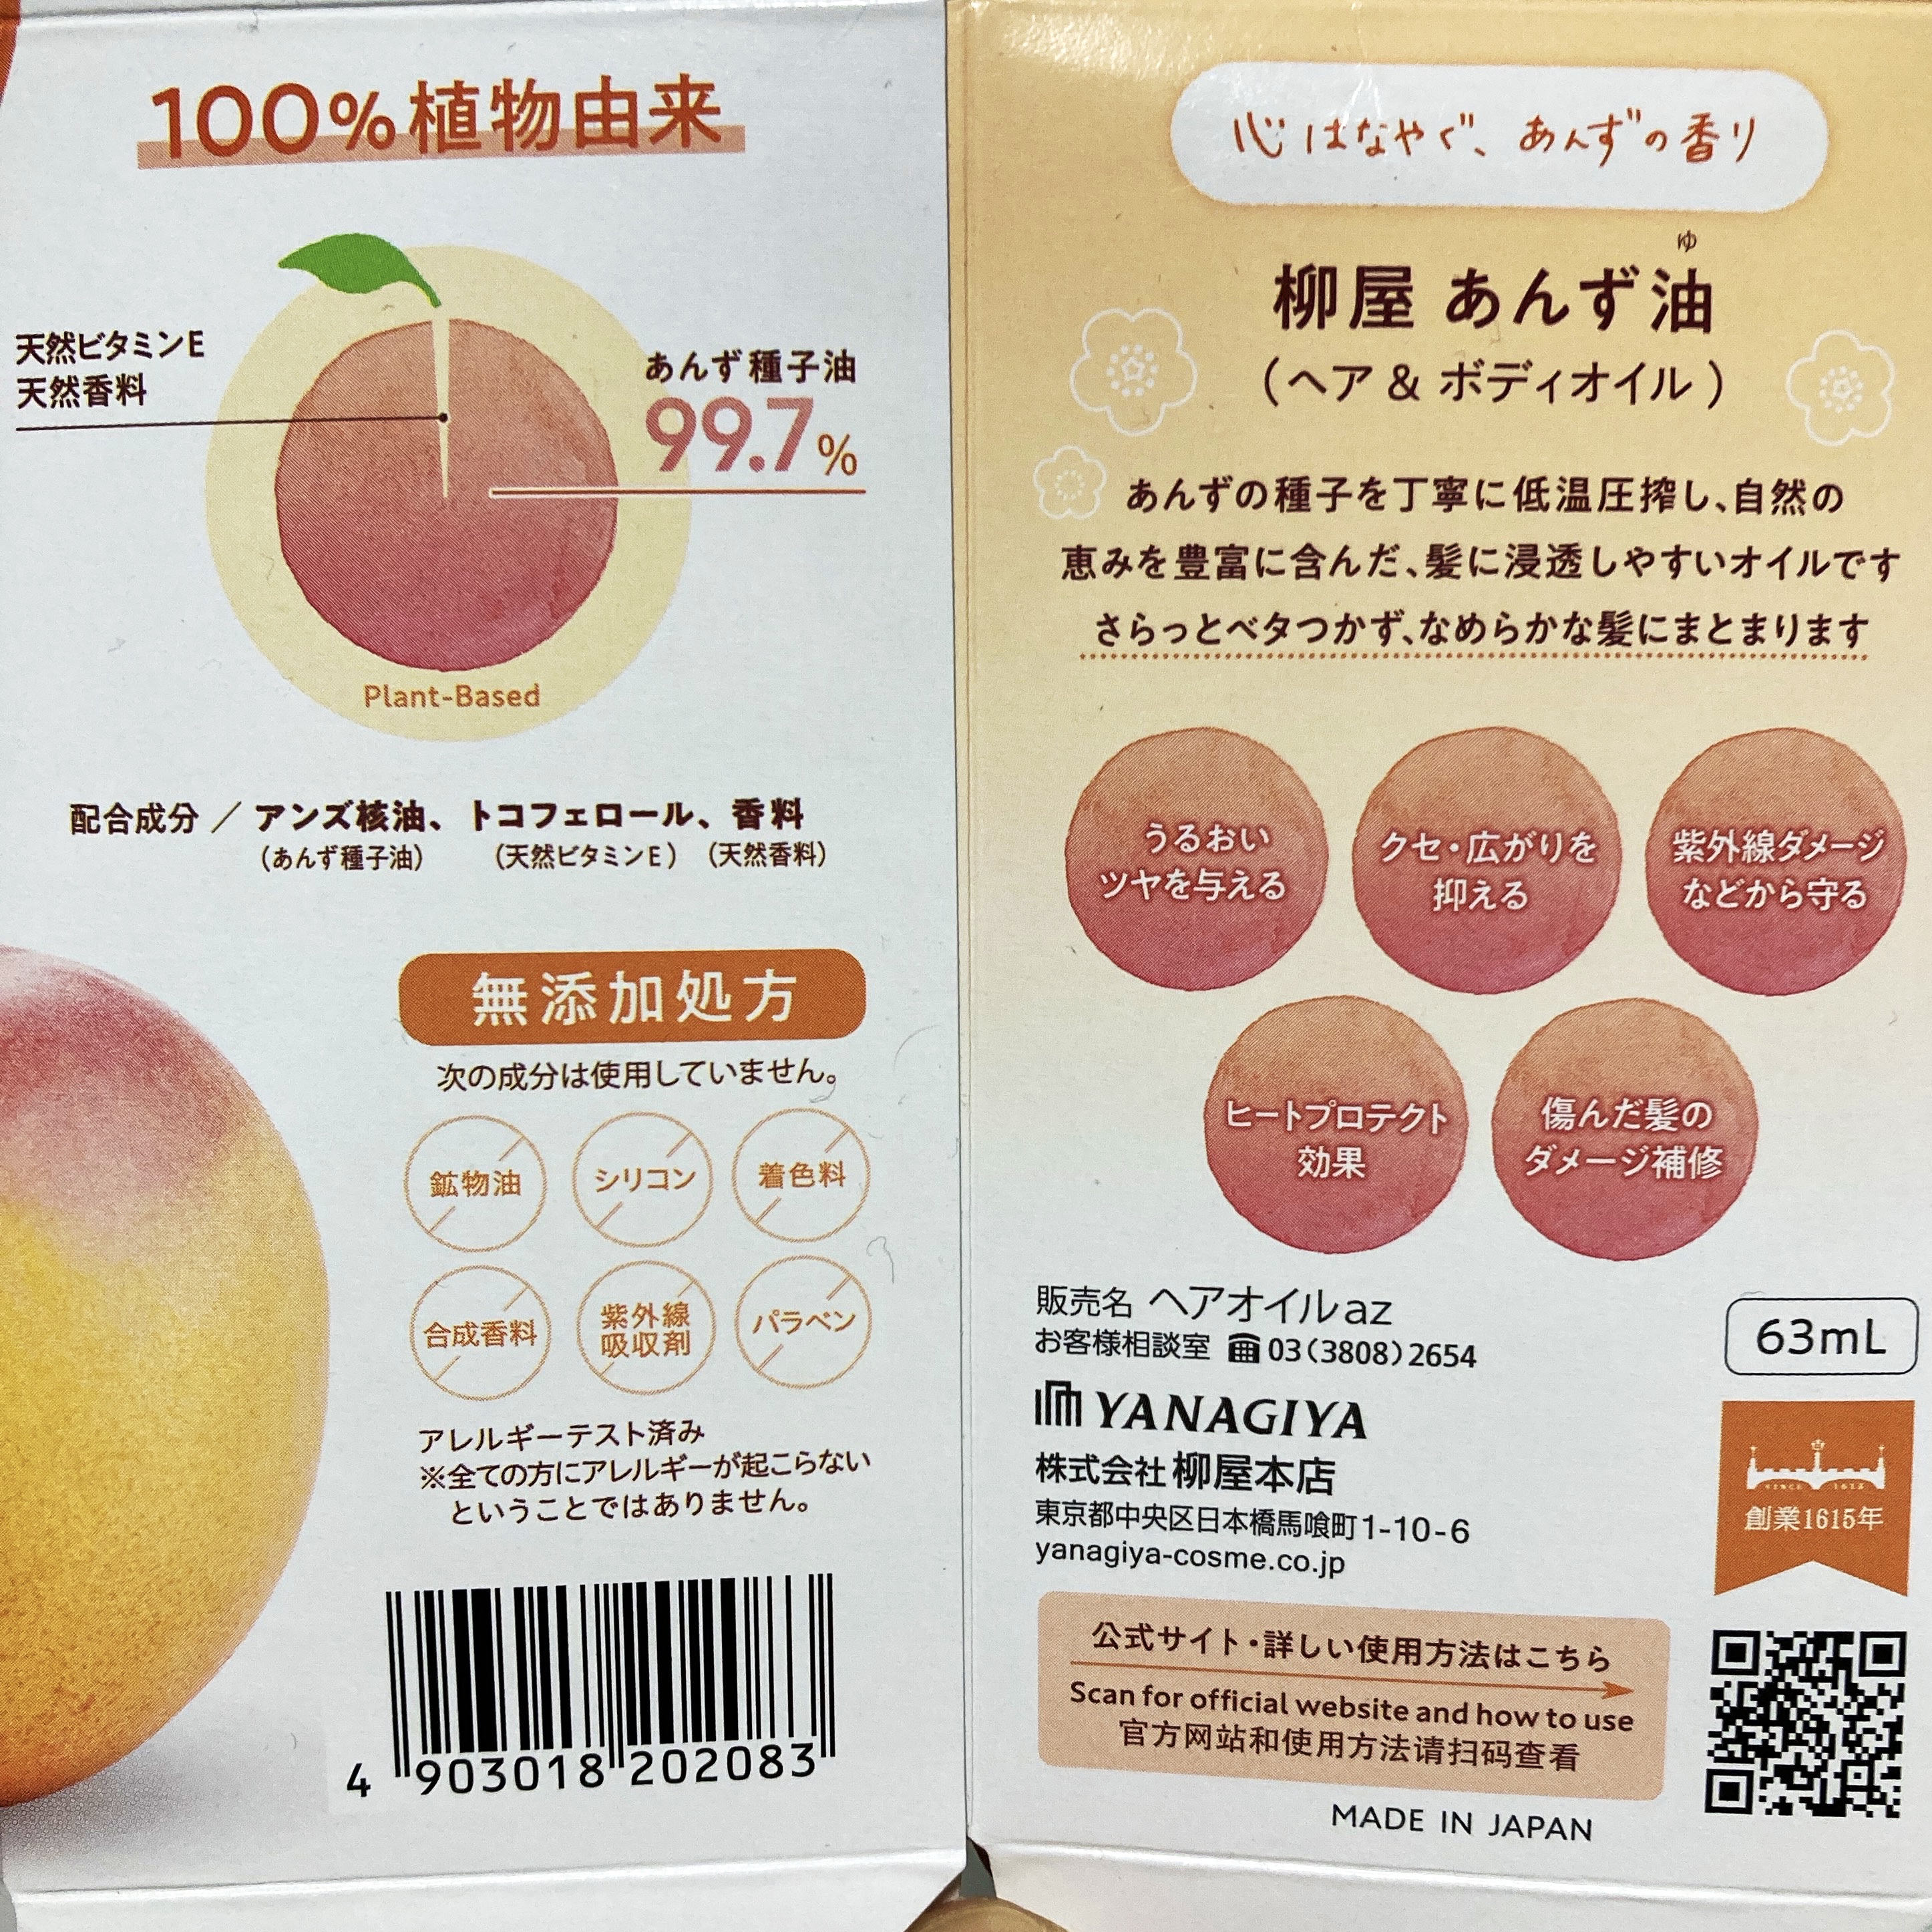 100%植物由来
天然ビタミンE
天然香料
あんず種子油
99.7%
Plant-Based
配合成分／アンズ核油、トコフェロール、香料
(あんず種子油) (天然ビタミンE) (天然香料)
無添加処方
次の成分は使用していません。
鉱物油
シリコン
着色料
合成香料
紫外線
吸収剤
パラベン
アレルギーテスト済み
※全ての方にアレルギーが起こらない
ということではありません。
4 903018 202083
心はなやぐ、あんずの香り
ゆ
柳屋 あんず油
(ヘア & ボディオイル)
あんずの種子を丁寧に低温圧搾し、自然の
恵みを豊富に含んだ、髪に浸透しやすいオイルです
さらっとベタつかず、なめらかな髪にまとまります
うるおい
ツヤを与える
クセ・広がりを
抑える
紫外線ダメージ
などから守る
ヒートプロテクト
効果
傷んだ髪の
ダメージ補修
販売名 ヘアオイルaz
お客様相談室 ☎03(3808)2654
63mL
YANAGIYA
株式会社 柳屋本店
東京都中央区日本橋馬喰町1-10-6
yanagiya-cosme.co.jp
SINCE 1615
創業1615年
公式サイト・詳しい使用方法はこちら
Scan for official website and how to use
官方网站和使用方法请扫码查看
MADE IN JAPAN